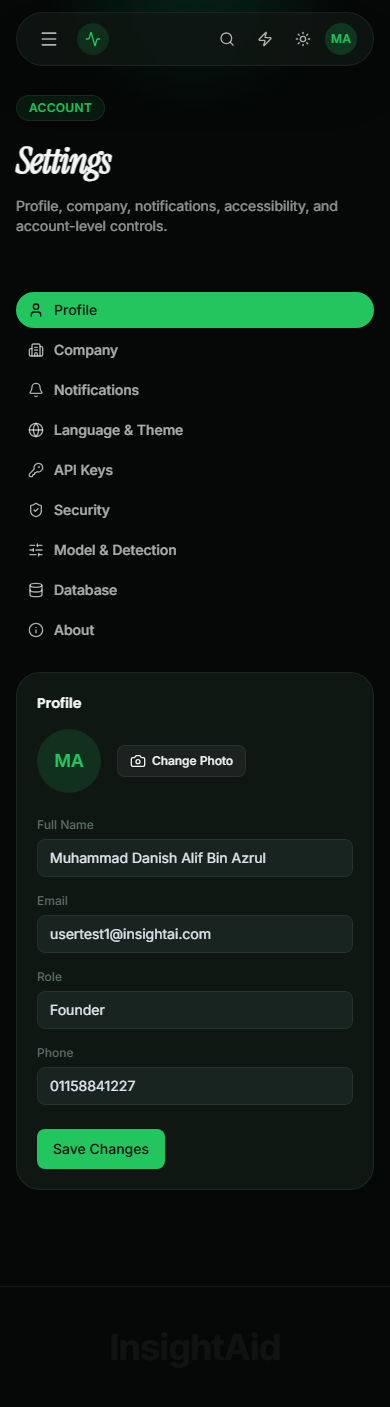 MA
ACCOUNT
Settings
Profile, company, notifications, accessibility, and
account-level controls.
Profile
Company
Notifications
Language & Theme
API Keys
Security
Model & Detection
Database
About
Profile
MA
Change Photo
Full Name
Muhammad Danish Alif Bin Azrul
Email
usertest1@insightai.com
Role
Founder
Phone
01158841227
Save Changes
InsightAid